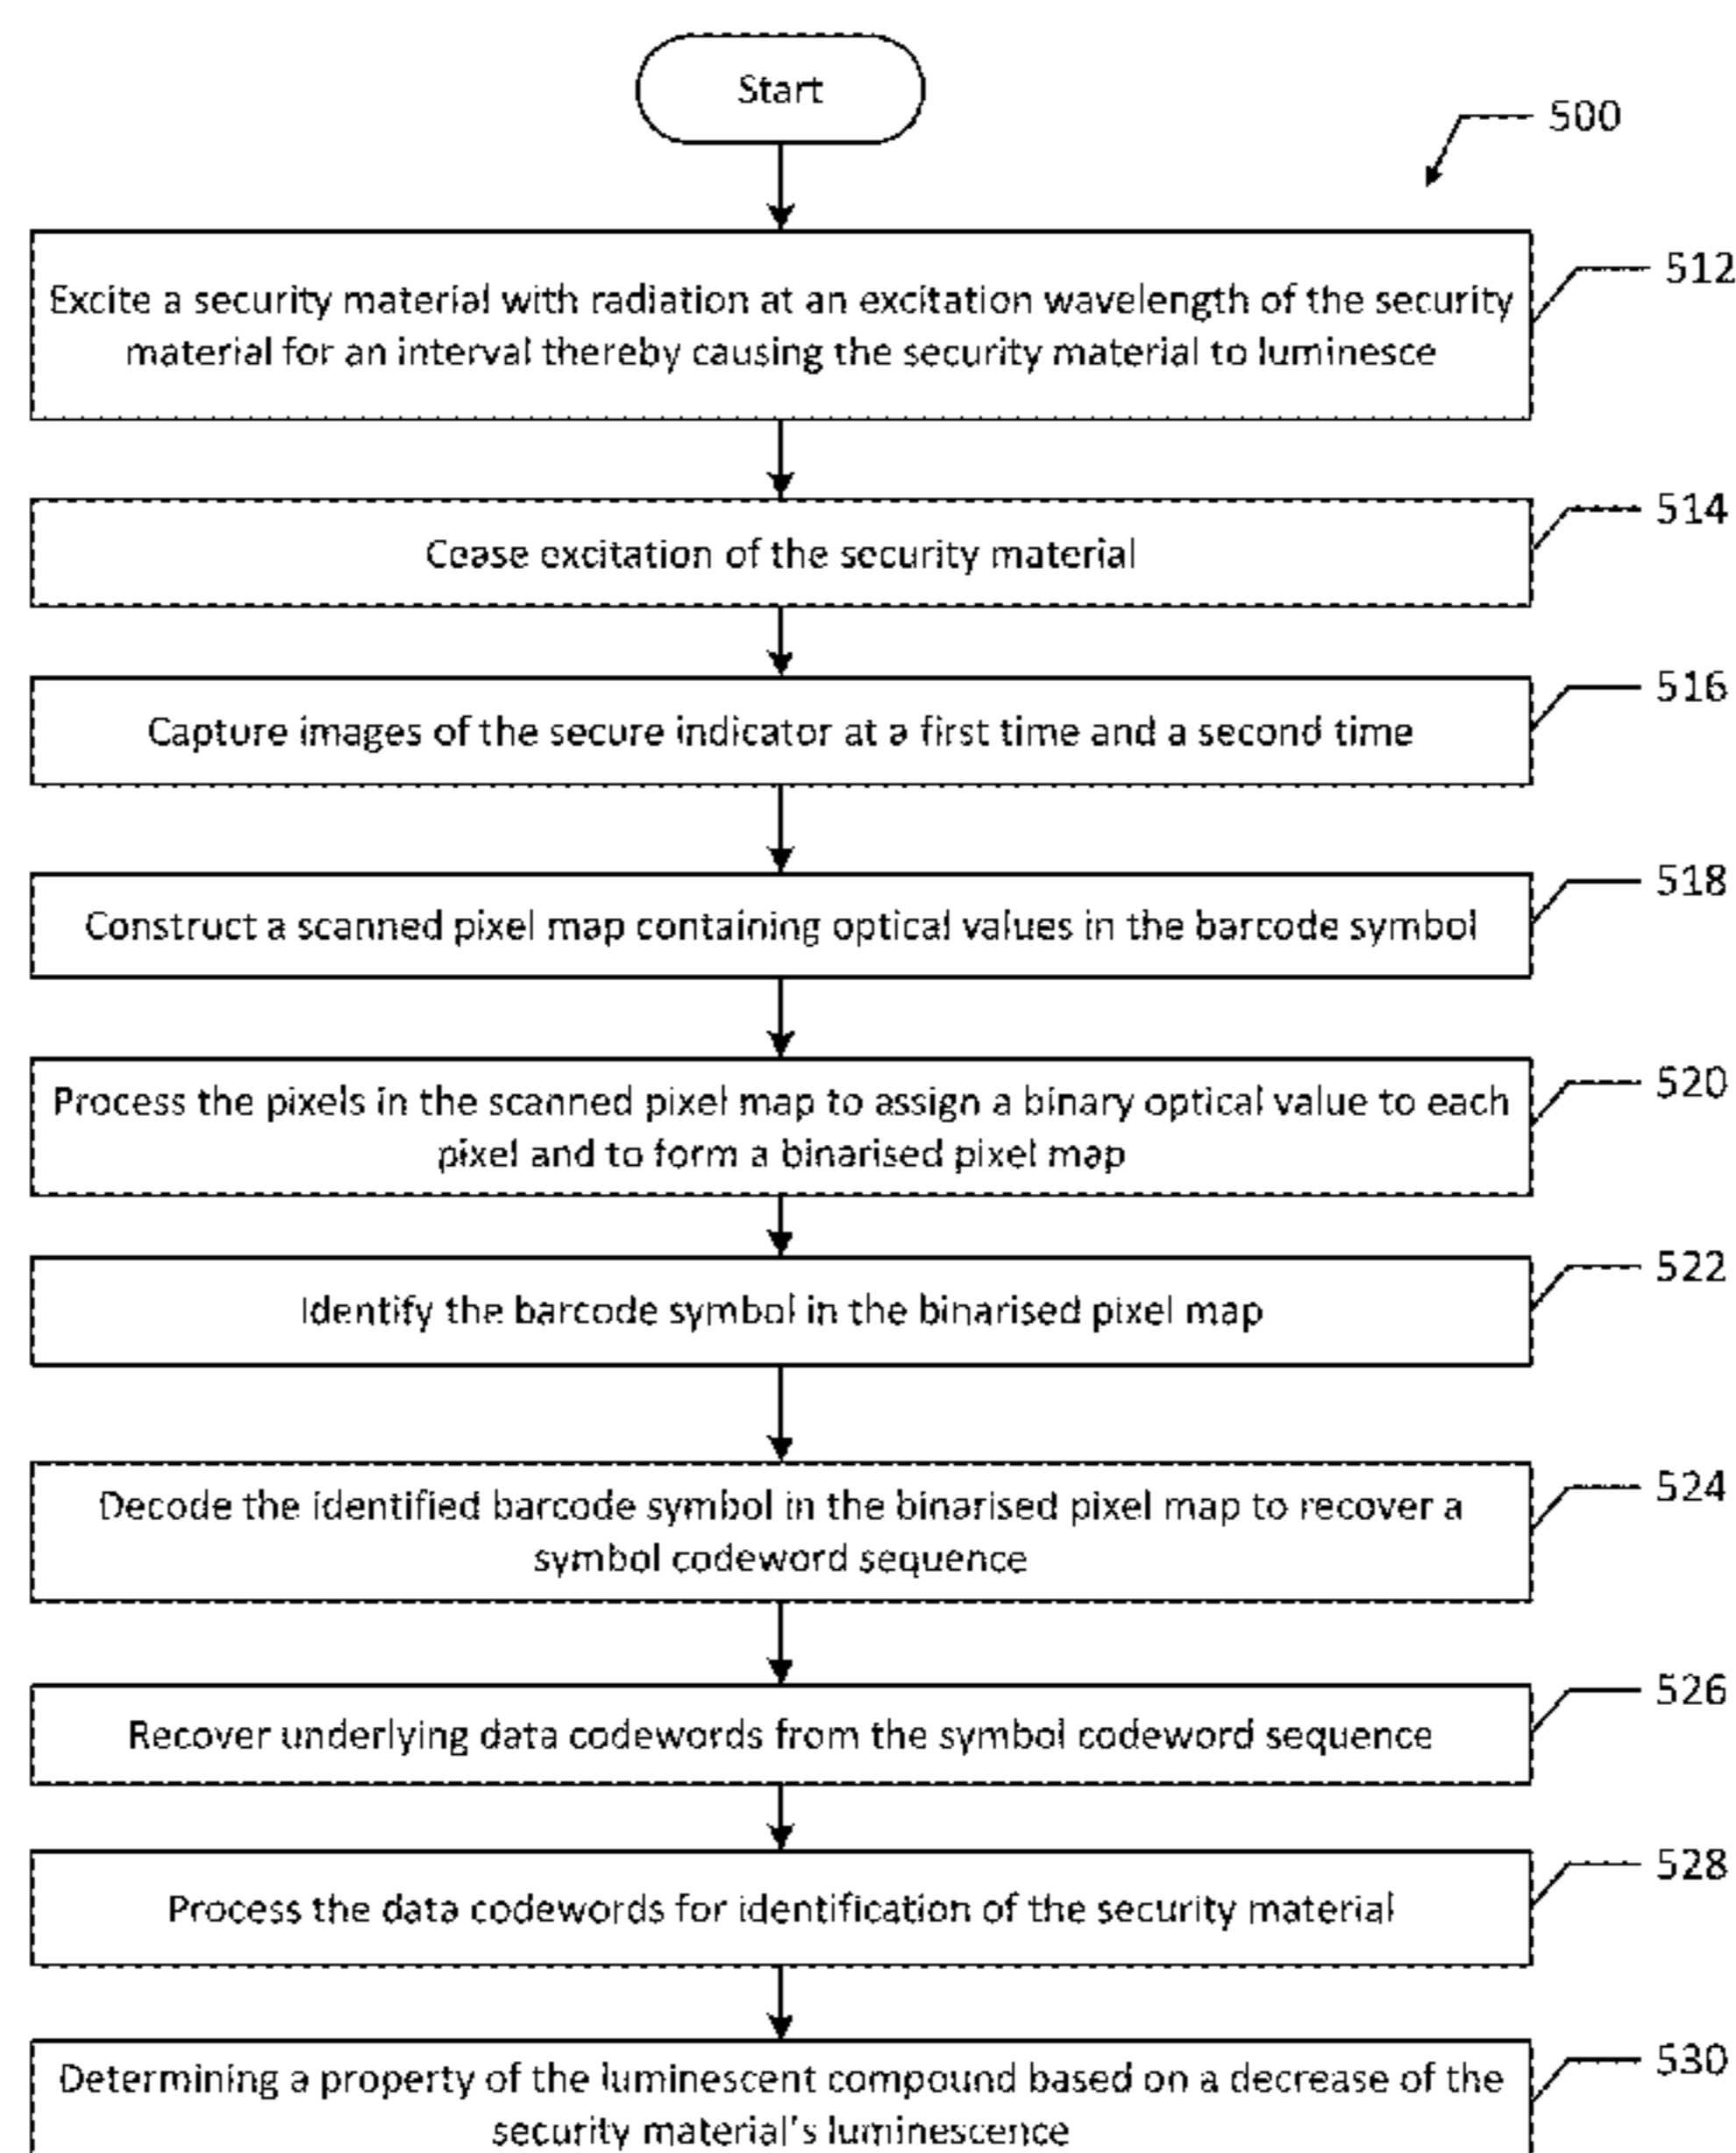 Start
500
Excite a security material with radiation at an excitation wavelength of the security
material for an interval thereby causing the security material to luminesce
512
Cease excitation of the security material
514
Capture images of the secure indicator at a first time and a second time
516
Construct a scanned pixel map containing optical values in the barcode symbol
518
Process the pixels in the scanned pixel map to assign a binary optical value to each
pixel and to form a binarised pixel map
520
Identify the barcode symbol in the binarised pixel map
522
Decode the identified barcode symbol in the binarised pixel map to recover a
symbol codeword sequence
524
Recover underlying data codewords from the symbol codeword sequence
526
Process the data codewords for identification of the security material
528
Determining a property of the luminescent compound based on a decrease of the
security material's luminescence
530